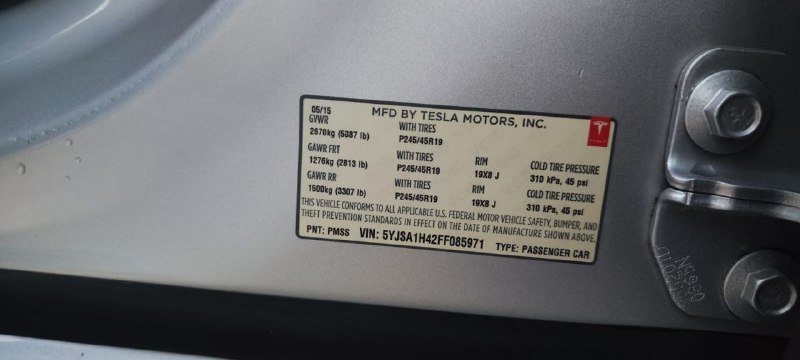 05/15 MFD BY TESLA MOTORS, INC.
GVWR WITH TIRES
2670kg (5387 lb) P245/45R19
GAWR FRT WITH TIRES RIM COLD TIRE PRESSURE
1276kg (2813 lb) P245/45R19 19X8 J 310 kPa, 45 psi
GAWR RR WITH TIRES RIM COLD TIRE PRESSURE
1500kg (3307 lb) P245/45R19 19X8 J 310 kPa, 45 psi
THIS VEHICLE CONFORMS TO ALL APPLICABLE U.S. FEDERAL MOTOR VEHICLE SAFETY, BUMPER, AND
THEFT PREVENTION STANDARDS IN EFFECT ON THE DATE OF MANUFACTURE SHOWN ABOVE.
PNT: PMSS VIN: 5YJSA1H42FF085971 TYPE: PASSENGER CAR
TESLA